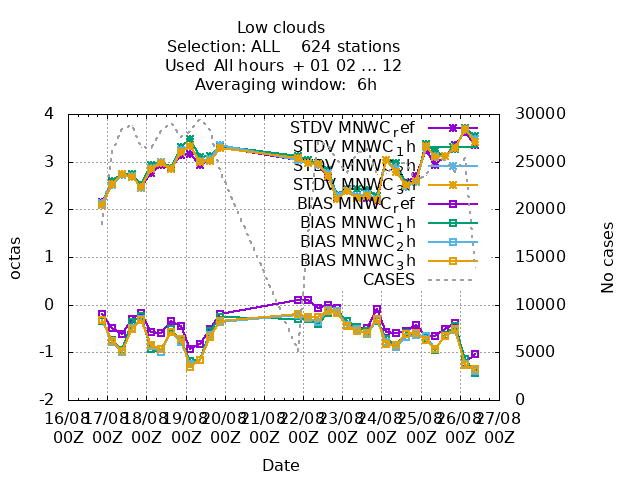 Low clouds
Selection: ALL 624 stations
Used All hours + 01 02 ... 12
Averaging window: 6h
4
3
2
1
0
-1
-2
octas
30000
25000
20000
15000
10000
5000
0
No cases
STDV MNWC_ref
STDV MNWC_1h
STDV MNWC_2h
STDV MNWC_3h
BIAS MNWC_ref
BIAS MNWC_1h
BIAS MNWC_2h
BIAS MNWC_3h
CASES
16/08 17/08 18/08 19/08 20/08 21/08 22/08 23/08 24/08 25/08 26/08 27/08
00Z 00Z 00Z 00Z 00Z 00Z 00Z 00Z 00Z 00Z 00Z 00Z
Date